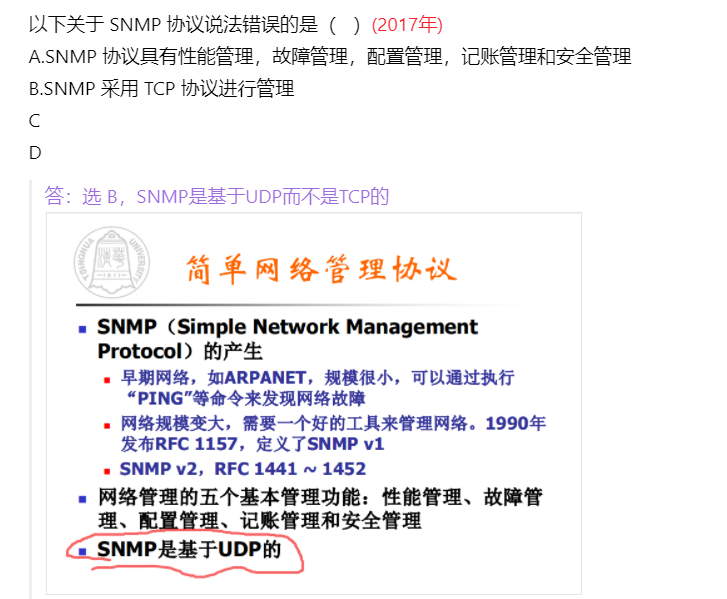 以下关于 SNMP 协议说法错误的是（　）(2017年)
A.SNMP 协议具有性能管理，故障管理，配置管理，记账管理和安全管理
B.SNMP 采用 TCP 协议进行管理
C
D
答：选 B，SNMP是基于UDP而不是TCP的
TSINGHUA UNIVERSITY
-1911-
简单网络管理协议
SNMP（Simple Network Management
Protocol）的产生
早期网络，如ARPANET，规模很小，可以通过执行
“PING”等命令来发现网络故障
网络规模变大，需要一个好的工具来管理网络。1990年
发布RFC 1157，定义了SNMP v1
SNMP v2，RFC 1441 ~ 1452
网络管理的五个基本管理功能：性能管理、故障管
理、配置管理、记账管理和安全管理
SNMP是基于UDP的